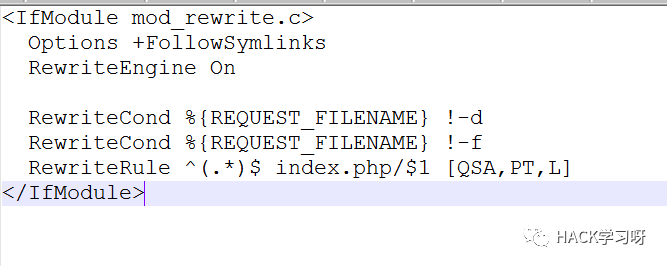 <IfModule mod_rewrite.c>
  Options +FollowSymlinks
  RewriteEngine On

  RewriteCond %{REQUEST_FILENAME} !-d
  RewriteCond %{REQUEST_FILENAME} !-f
  RewriteRule ^(.*)$ index.php/$1 [QSA,PT,L]
</IfModule>
HACK学习呀